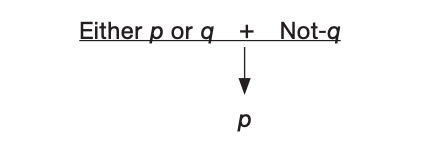 Either p or q + Not-q
p